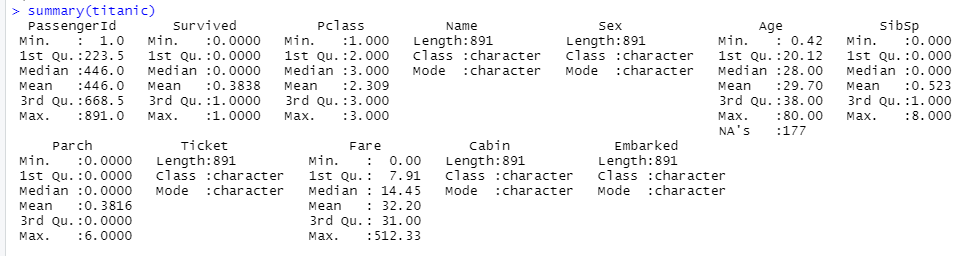 > summary(titanic)
  PassengerId       Survived          Pclass          Name               Sex                 Age            SibSp
 Min.   :  1.0   Min.   :0.0000   Min.   :1.000   Length:891         Length:891         Min.   : 0.42   Min.   :0.000
 1st Qu.:223.5   1st Qu.:0.0000   1st Qu.:2.000   Class :character   Class :character   1st Qu.:20.12   1st Qu.:0.000
 Median :446.0   Median :0.0000   Median :3.000   Mode  :character   Mode  :character   Median :28.00   Median :0.000
 Mean   :446.0   Mean   :0.3838   Mean   :2.309                                         Mean   :29.70   Mean   :0.523
 3rd Qu.:668.5   3rd Qu.:1.0000   3rd Qu.:3.000                                         3rd Qu.:38.00   3rd Qu.:1.000
 Max.   :891.0   Max.   :1.0000   Max.   :3.000                                         Max.   :80.00   Max.   :8.000
                                                                                        NA's   :177
     Parch           Ticket               Fare           Cabin             Embarked
 Min.   :0.0000   Length:891         Min.   :  0.00   Length:891         Length:891
 1st Qu.:0.0000   Class :character   1st Qu.:  7.91   Class :character   Class :character
 Median :0.0000   Mode  :character   Median : 14.45   Mode  :character   Mode  :character
 Mean   :0.3816                      Mean   : 32.20
 3rd Qu.:0.0000                      3rd Qu.: 31.00
 Max.   :6.0000                      Max.   :512.33